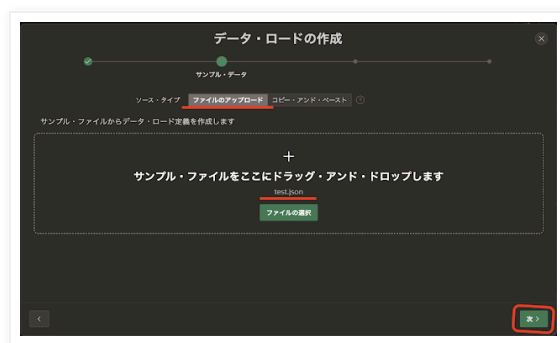 データ・ロードの作成
サンプル・データ
ソース・タイプ ファイルのアップロード コピー・アンド・ペースト
サンプル・ファイルからデータ・ロード定義を作成します
サンプル・ファイルをここにドラッグ・アンド・ドロップします
test.json
ファイルの選択
次